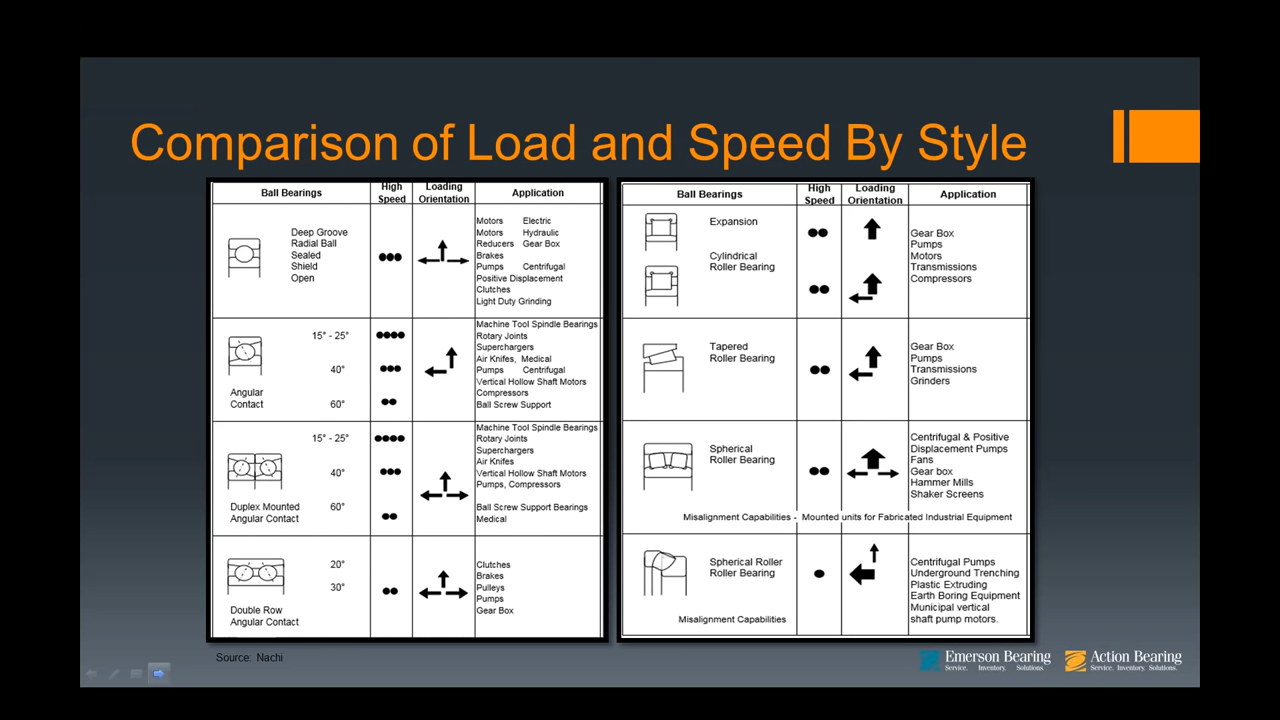 Comparison of Load and Speed By Style
Ball Bearings
High
Speed
Loading
Orientation
Application
Deep Groove
Radial Ball
Sealed
Shield
Open
Motors Electric
Motors Hydraulic
Reducers Gear Box
Brakes
Pumps Centrifugal
Positive Displacement
Clutches
Light Duty Grinding
15° - 25°
40°
60°
Angular
Contact
Machine Tool Spindle Bearings
Rotary Joints
Superchargers
Air Knifes, Medical
Pumps Centrifugal
Vertical Hollow Shaft Motors
Compressors
Ball Screw Support
15° - 25°
40°
60°
Duplex Mounted
Angular Contact
Machine Tool Spindle Bearings
Rotary Joints
Superchargers
Air Knifes
Vertical Hollow Shaft Motors
Pumps, Compressors
Ball Screw Support Bearings
Medical
20°
30°
Double Row
Angular Contact
Clutches
Brakes
Pulleys
Pumps
Gear Box
Ball Bearings
High
Speed
Loading
Orientation
Application
Expansion
Cylindrical
Roller Bearing
Gear Box
Pumps
Motors
Transmissions
Compressors
Tapered
Roller Bearing
Gear Box
Pumps
Transmissions
Grinders
Spherical
Roller Bearing
Centrifugal & Positive
Displacement Pumps
Fans
Gear box
Hammer Mills
Shaker Screens
Misalignment Capabilities - Mounted units for Fabricated Industrial Equipment
Spherical Roller
Roller Bearing
Misalignment Capabilities
Centrifugal Pumps
Underground Trenching
Plastic Extruding
Earth Boring Equipment
Municipal vertical
shaft pump motors.
Source. Nachi
Emerson Bearing
Service. Inventory. Solutions.
Action Bearing
Service. Inventory. Solutions.